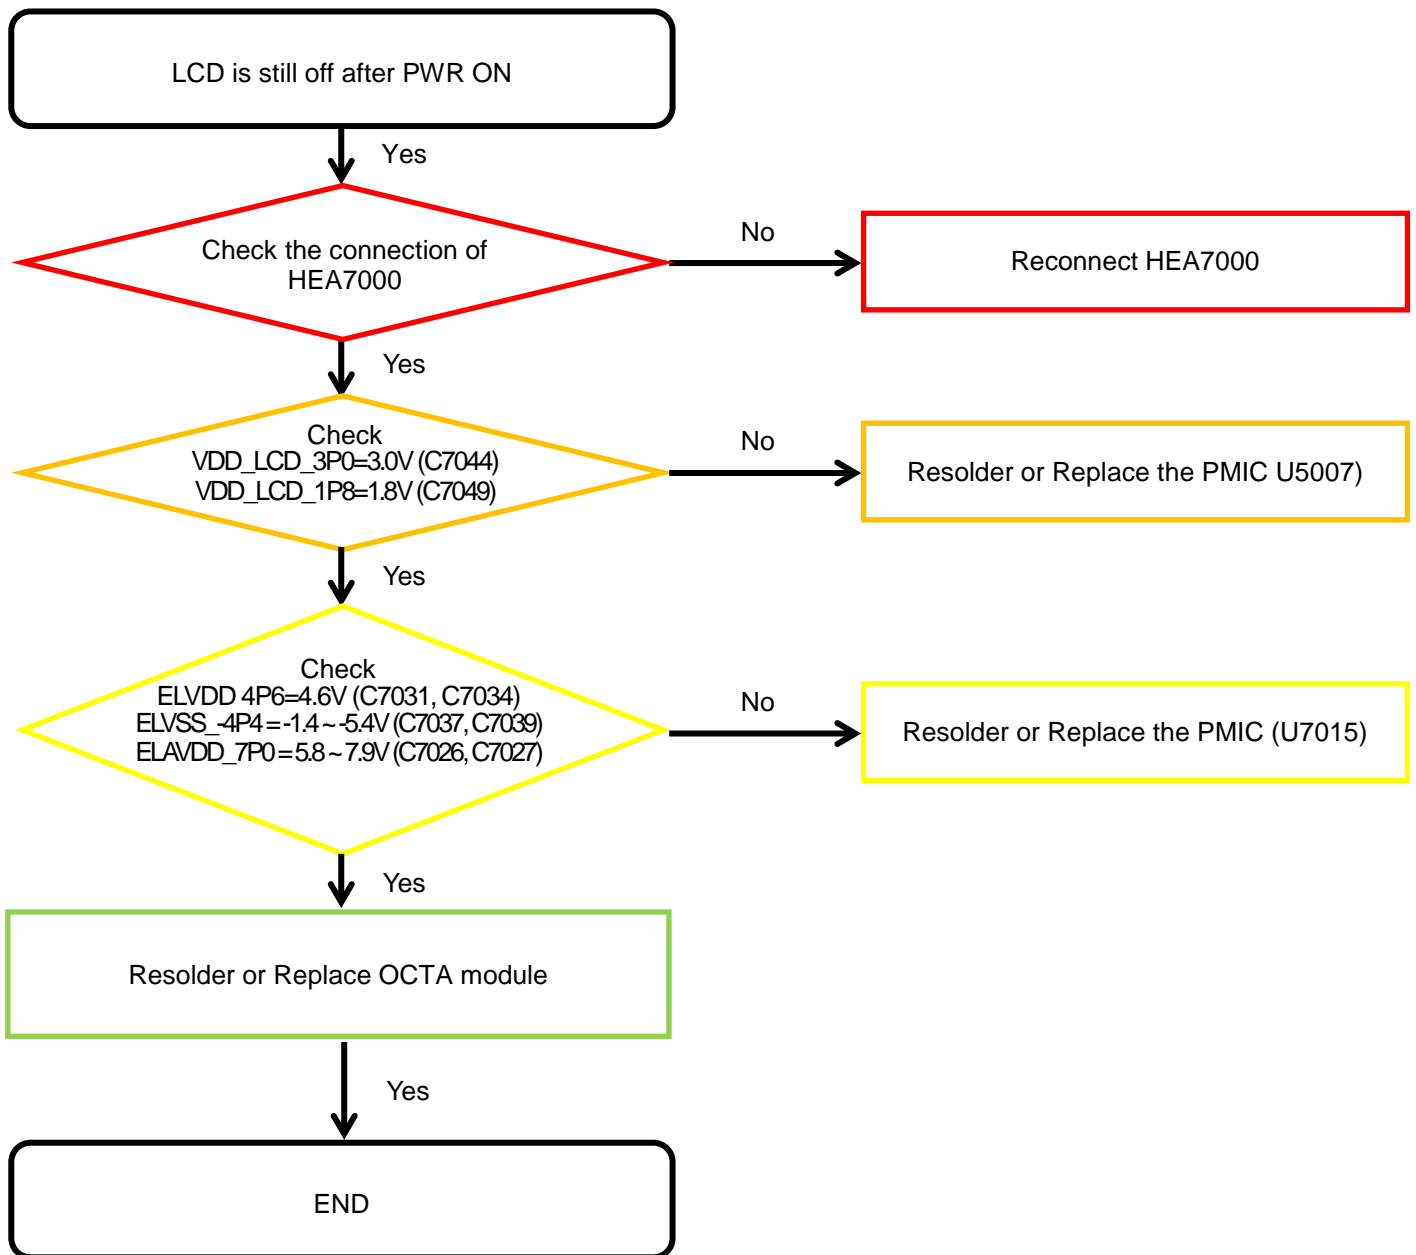 LCD is still off after PWR ON
Yes
Check the connection of
HEA7000
No
Reconnect HEA7000
Yes
Check
VDD_LCD_3P0=3.0V (C7044)
VDD_LCD_1P8=1.8V (C7049)
No
Resolder or Replace the PMIC U5007)
Yes
Check
ELVDD 4P6=4.6V (C7031, C7034)
ELVSS_-4P4 = -1.4 ~ -5.4V (C7037, C7039)
ELAVDD_7P0 = 5.8 ~ 7.9V (C7026, C7027)
No
Resolder or Replace the PMIC (U7015)
Yes
Resolder or Replace OCTA module
Yes
END